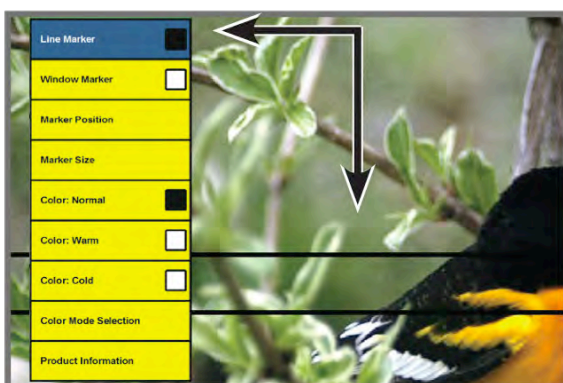 Line Marker
Window Marker
Marker Position
Marker Size
Color: Normal
Color: Warm
Color: Cold
Color Mode Selection
Product Information